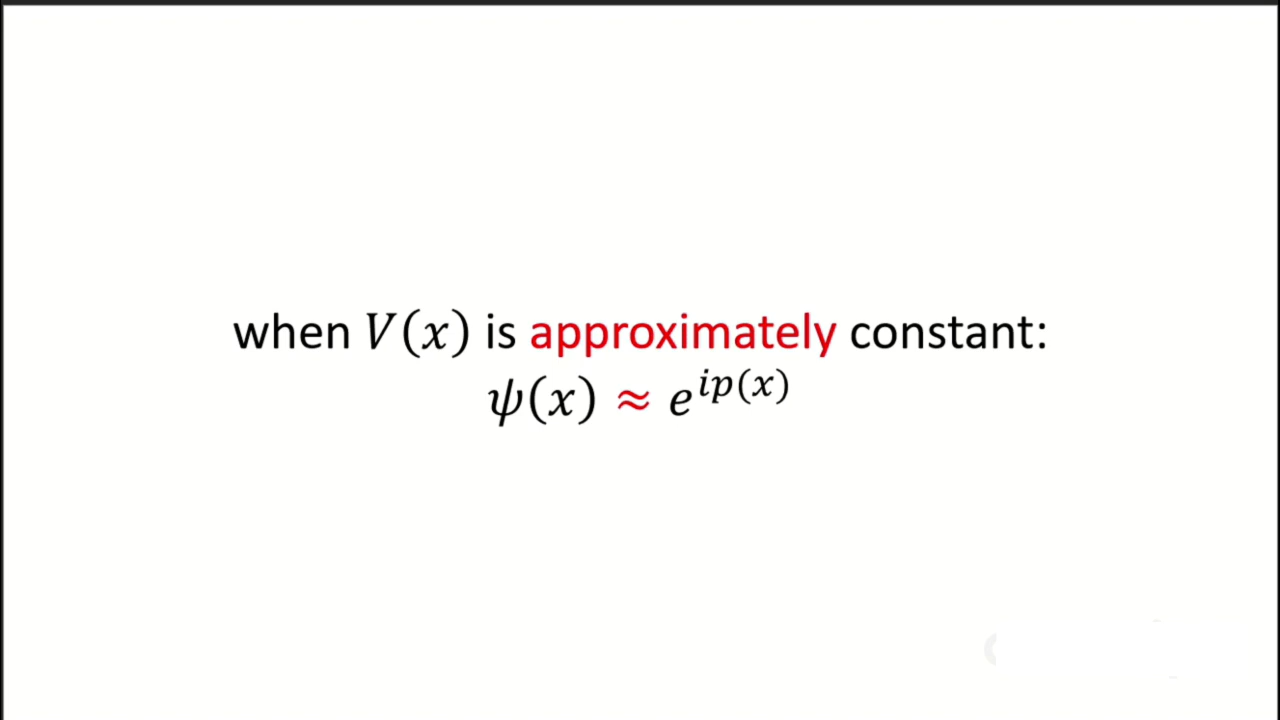 when V(x) is approximately constant:
ψ(x) ≈ e^{ip(x)}